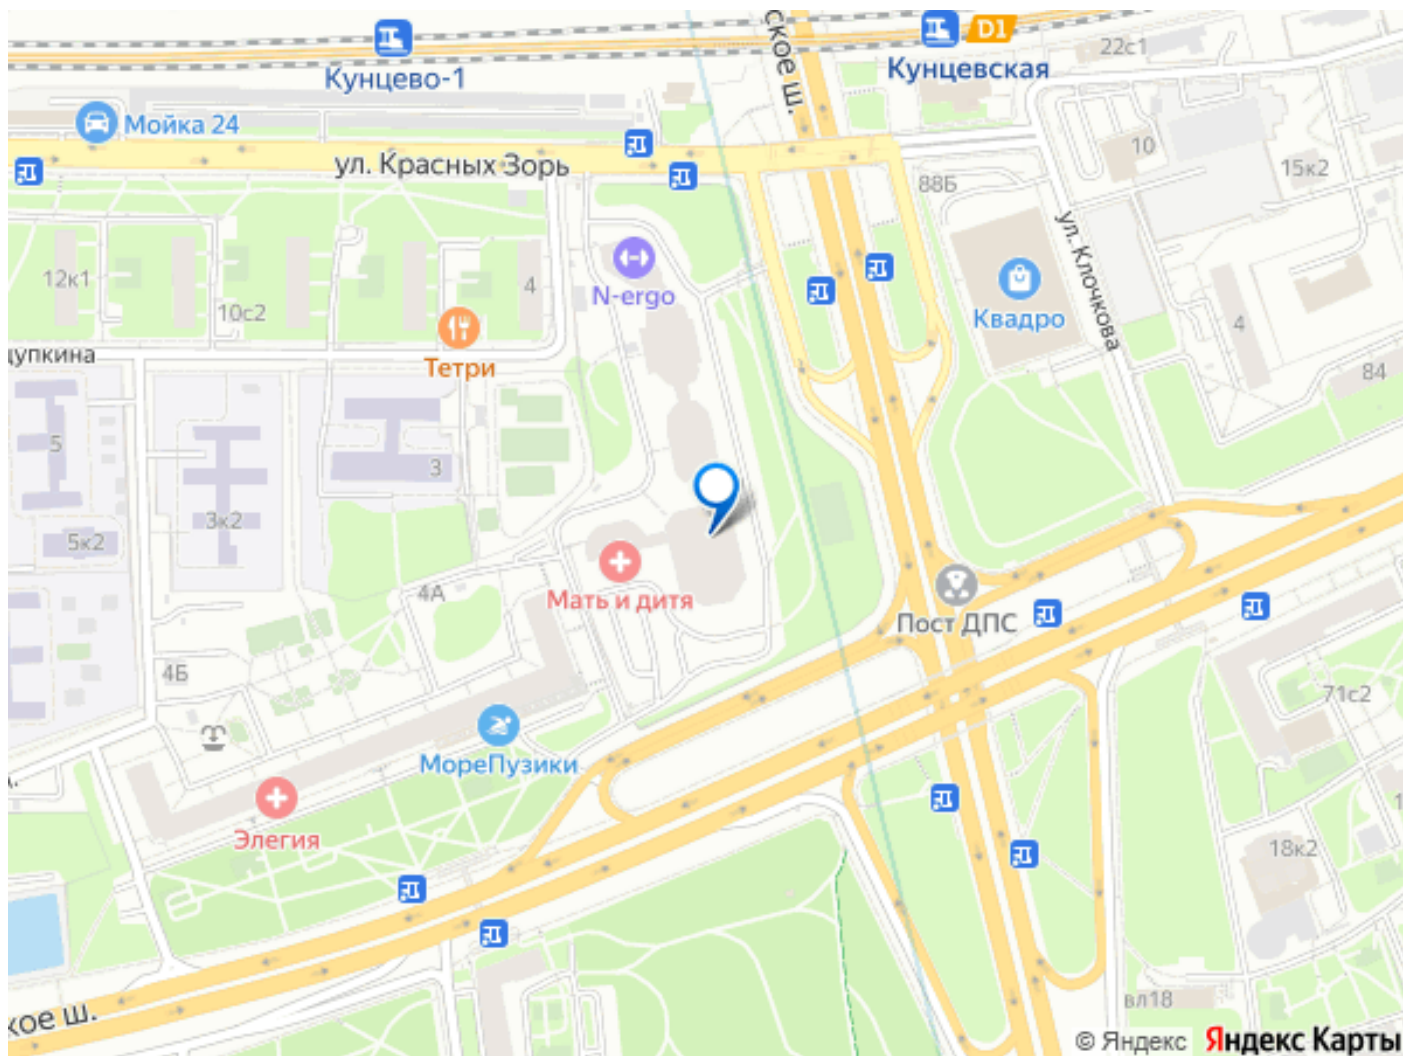 ское ш.
D1
22с1
Кунцево-1
Кунцевская
Мойка 24
10
ул. Красных Зорь
15к2
88Б
ул. Клочкова
12к1
4
N-ergo
10с2
Квадро
4
Тетри
цупкина
84
5
3
3к2
5к2
4А
Мать и дитя
Пост ДПС
4Б
71с2
МореПузики
Элегия
18к2
1
вл18
кое ш.
© Яндекс Яндекс Карты